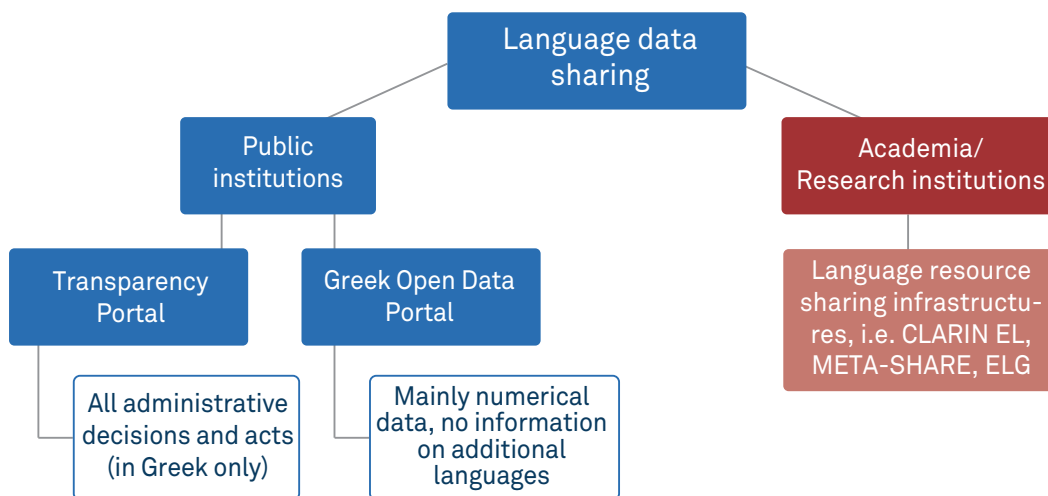 Language data
sharing
Public
institutions
Academia/
Research institutions
Transparency
Portal
Greek Open Data
Portal
Language resource
sharing infrastructu-
res, i.e. CLARIN EL,
META-SHARE, ELG
All administrative
decisions and acts
(in Greek only)
Mainly numerical
data, no information
on additional
languages